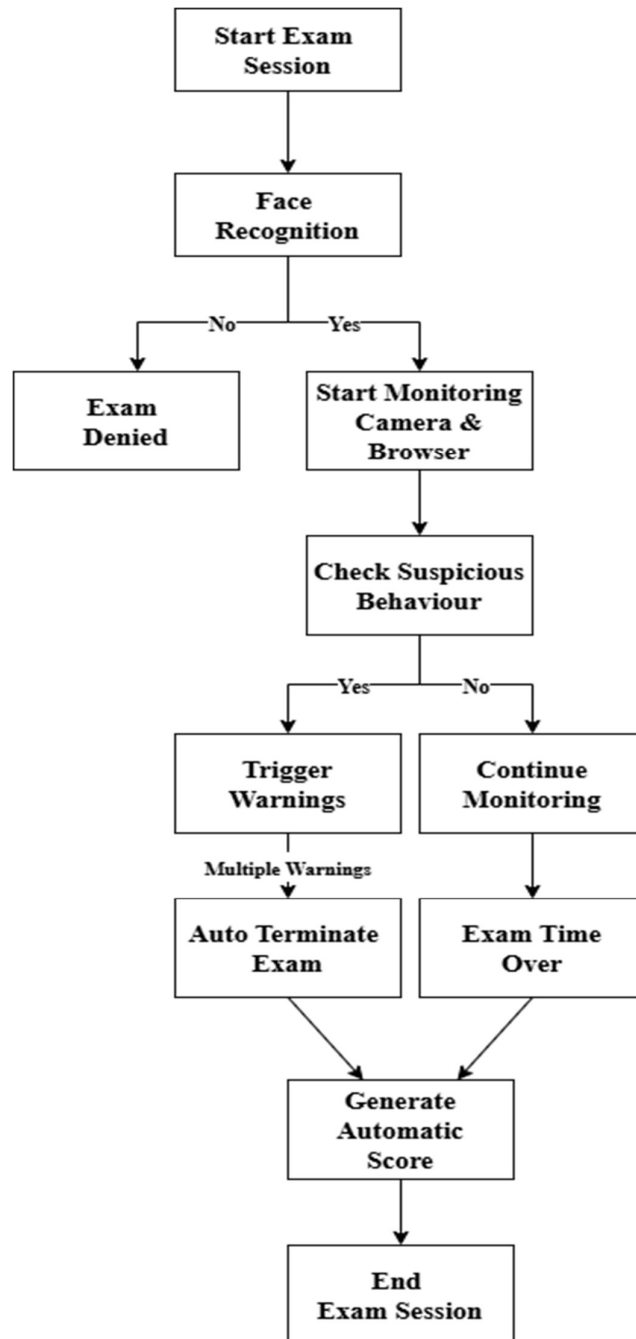 Start Exam
Session
Face
Recognition
No
Yes
Exam
Denied
Start Monitoring
Camera &
Browser
Check Suspicious
Behaviour
Yes
No
Trigger
Warnings
Continue
Monitoring
Multiple Warnings
Auto Terminate
Exam
Exam Time
Over
Generate
Automatic
Score
End
Exam Session